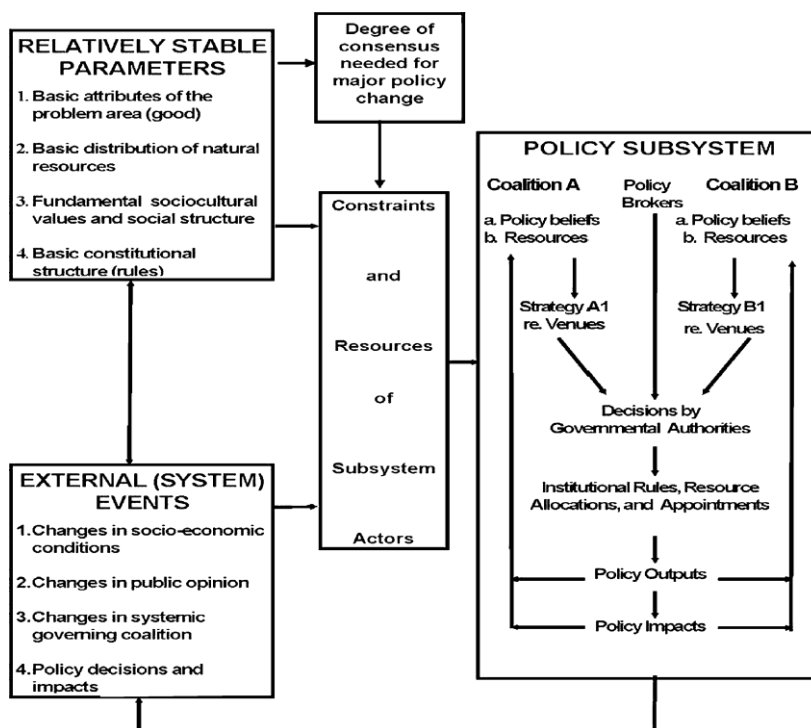 RELATIVELY STABLE
PARAMETERS
1. Basic attributes of the
problem area (good)
2. Basic distribution of natural
resources
3. Fundamental sociocultural
values and social structure
4. Basic constitutional
structure (rules)
Degree of
consensus
needed for
major policy
change
Constraints
and
Resources
of
Subsystem
Actors
EXTERNAL (SYSTEM)
EVENTS
1. Changes in socio-economic
conditions
2. Changes in public opinion
3. Changes in systemic
governing coalition
4. Policy decisions and
impacts
POLICY SUBSYSTEM
Coalition A
a. Policy beliefs
b. Resources
Strategy A1
re. Venues
Policy
Brokers
Coalition B
a. Policy beliefs
b. Resources
Strategy B1
re. Venues
Decisions by
Governmental Authorities
Institutional Rules, Resource
Allocations, and Appointments
Policy Outputs
Policy Impacts